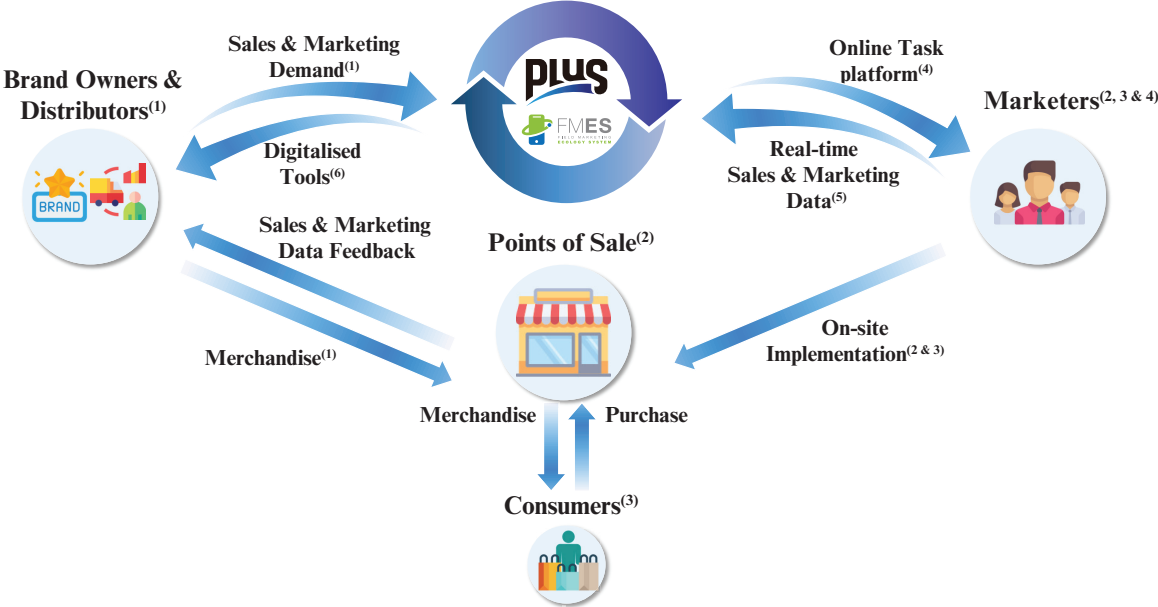 Sales & Marketing
Demand(1)
Brand Owners &
Distributors(1)
BRAND
Digitalised
Tools(6)
PLUS
FMES
FIELD MARKETING
ECOLOGY SYSTEM
Online Task
platform(4)
Marketers(2, 3 & 4)
Real-time
Sales & Marketing
Data(5)
Sales & Marketing
Data Feedback
Points of Sale(2)
Merchandise(1)
On-site
Implementation(2 & 3)
Merchandise
Purchase
Consumers(3)